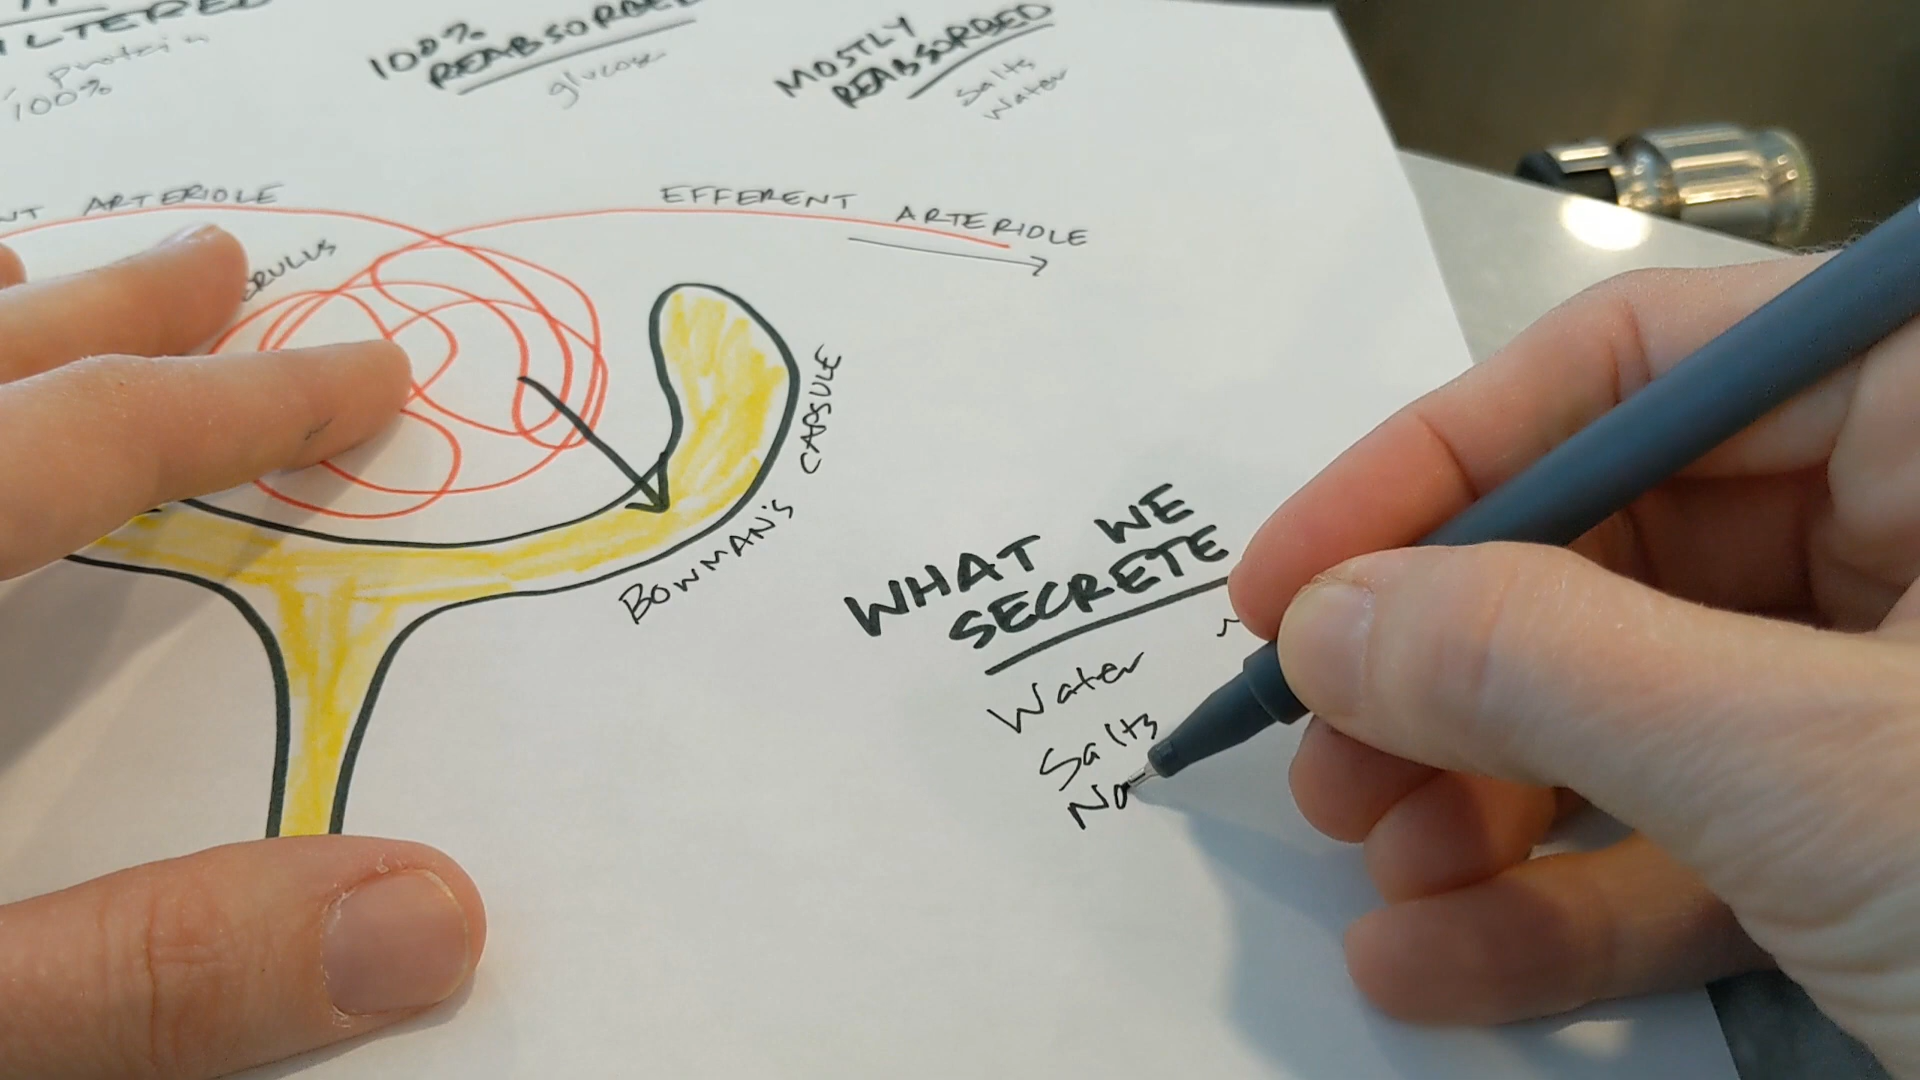 100%
REABSORBED
glucose
MOSTLY
REABSORBED
Salts
Water
protein
100%
ARTERIOLE
EFFERENT ARTERIOLE
BOWMAN'S CAPSULE
WHAT WE
SECRETE
Water
Salts
Na